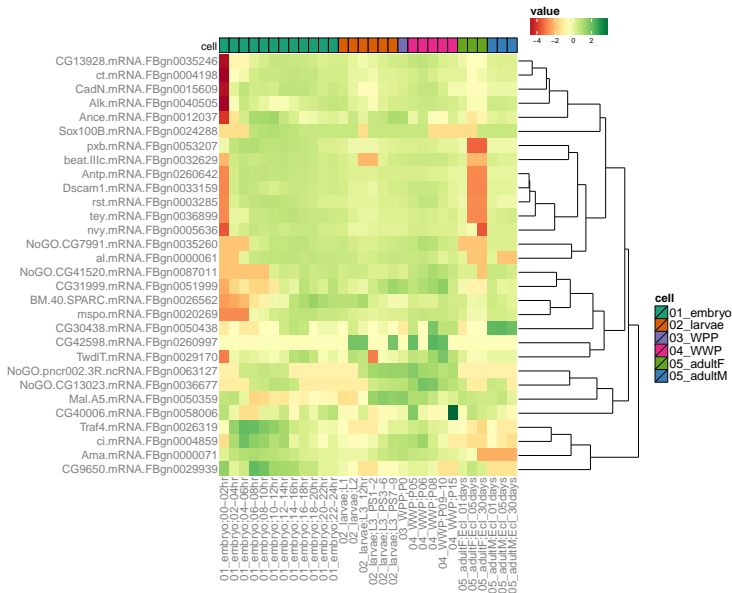 value
−4 −2 0 2
cell
CG13928.mRNA.FBgn0035246
ct.mRNA.FBgn0004198
CadN.mRNA.FBgn0015609
Alk.mRNA.FBgn0040505
Ance.mRNA.FBgn0012037
Sox100B.mRNA.FBgn0024288
pxb.mRNA.FBgn0053207
beat.IIIc.mRNA.FBgn0032629
Antp.mRNA.FBgn0260642
Dscam1.mRNA.FBgn0033159
rst.mRNA.FBgn0003285
tey.mRNA.FBgn0036899
nvy.mRNA.FBgn0005636
NoGO.CG7991.mRNA.FBgn0035260
al.mRNA.FBgn0000061
NoGO.CG41520.mRNA.FBgn0087011
CG31999.mRNA.FBgn0051999
BM.40.SPARC.mRNA.FBgn0026562
mspo.mRNA.FBgn0020269
CG30438.mRNA.FBgn0050438
CG42598.mRNA.FBgn0260997
TwdlT.mRNA.FBgn0029170
NoGO.pncr002.3R.ncRNA.FBgn0063127
NoGO.CG13023.mRNA.FBgn0036677
Mal.A5.mRNA.FBgn0050359
CG40006.mRNA.FBgn0058006
Traf4.mRNA.FBgn0026319
ci.mRNA.FBgn0004859
Ama.mRNA.FBgn0000071
CG9650.mRNA.FBgn0029939
01_embryo;00−02hr
01_embryo;02−04hr
01_embryo;04−06hr
01_embryo;06−08hr
01_embryo;08−10hr
01_embryo;10−12hr
01_embryo;12−14hr
01_embryo;14−16hr
01_embryo;16−18hr
01_embryo;18−20hr
01_embryo;20−22hr
01_embryo;22−24hr
02_larvae;L1
02_larvae;L2
02_larvae;L3_12hr
02_larvae;L3_PS1−2
02_larvae;L3_PS3−6
02_larvae;L3_PS7−9
03_WPP;P0
04_WWP;P05
04_WWP;P06
04_WWP;P08
04_WWP;P09−10
04_WWP;P15
05_adultF;Ecl_01days
05_adultF;Ecl_05days
05_adultF;Ecl_30days
05_adultM;Ecl_01days
05_adultM;Ecl_05days
05_adultM;Ecl_30days
cell
01_embryo
02_larvae
03_WPP
04_WWP
05_adultF
05_adultM